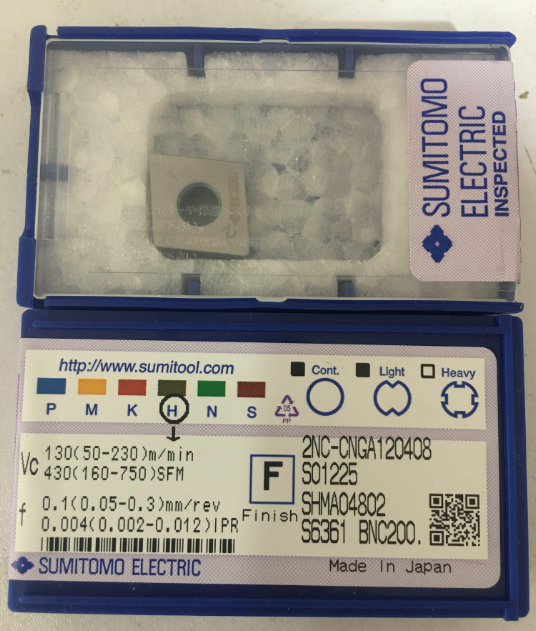 SUMITOMO
ELECTRIC
INSPECTED
http://www.sumitool.com
P M K H N S
05
PP
Cont. Light Heavy
Vc 130(50-230)m/min
430(160-750)SFM
f 0.1(0.05-0.3)mm/rev
0.004(0.002-0.012)IPR
F
Finish
2NC-CNGA120408
S01225
SHMA04802
S6361 BNC200.
SUMITOMO ELECTRIC
Made In Japan